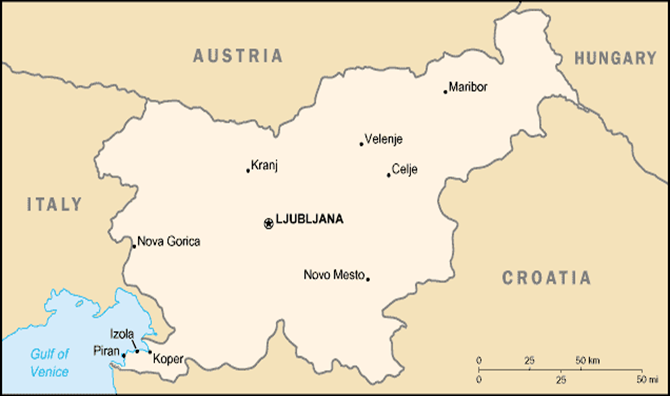 AUSTRIA
HUNGARY
Maribor
Velenje
Kranj
Celje
ITALY
LJUBLJANA
Nova Gorica
Novo Mesto
CROATIA
Izola
Gulf of
Venice
Piran
Koper
0 25 50 km
0 25 50 mi